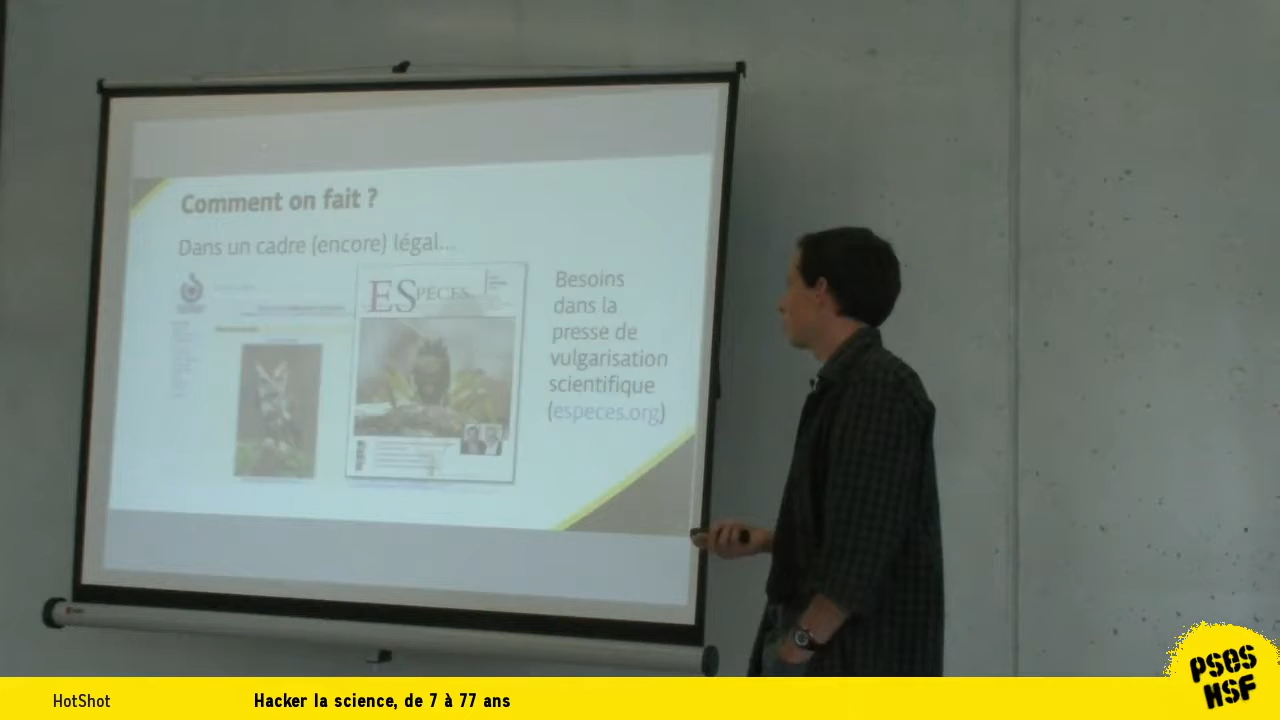 Comment on fait ?
Dans un cadre (encore) légal...
ESPECES
Besoins
dans la
presse de
vulgarisation
scientifique
(especes.org)
HotShot
Hacker la science, de 7 à 77 ans
PSES
HSF